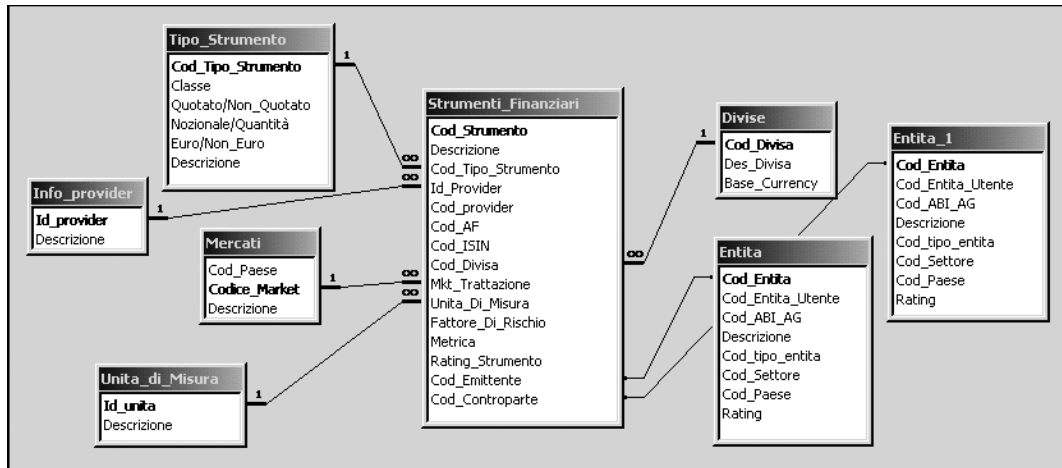 Tipo_Strumento
Cod_Tipo_Strumento
Classe
Quotato/Non_Quotato
Nozionale/Quantità
Euro/Non_Euro
Descrizione
1
Info_provider
Id_provider
Descrizione
1
Mercati
Cod_Paese
Codice_Market
Descrizione
1
Unita_di_Misura
Id_unita
Descrizione
1
Strumenti_Finanziari
Cod_Strumento
Descrizione
Cod_Tipo_Strumento
Id_Provider
Cod_provider
Cod_AF
Cod_ISIN
Cod_Divisa
Mkt_Trattazione
Unita_Di_Misura
Fattore_Di_Rischio
Metrica
Rating_Strumento
Cod_Emittente
Cod_Controparte
∞
∞
∞
∞
∞
1
Divise
Cod_Divisa
Des_Divisa
Base_Currency
Entita
Cod_Entita
Cod_Entita_Utente
Cod_ABI_AG
Descrizione
Cod_tipo_entita
Cod_Settore
Cod_Paese
Rating
Entita_1
Cod_Entita
Cod_Entita_Utente
Cod_ABI_AG
Descrizione
Cod_tipo_entita
Cod_Settore
Cod_Paese
Rating